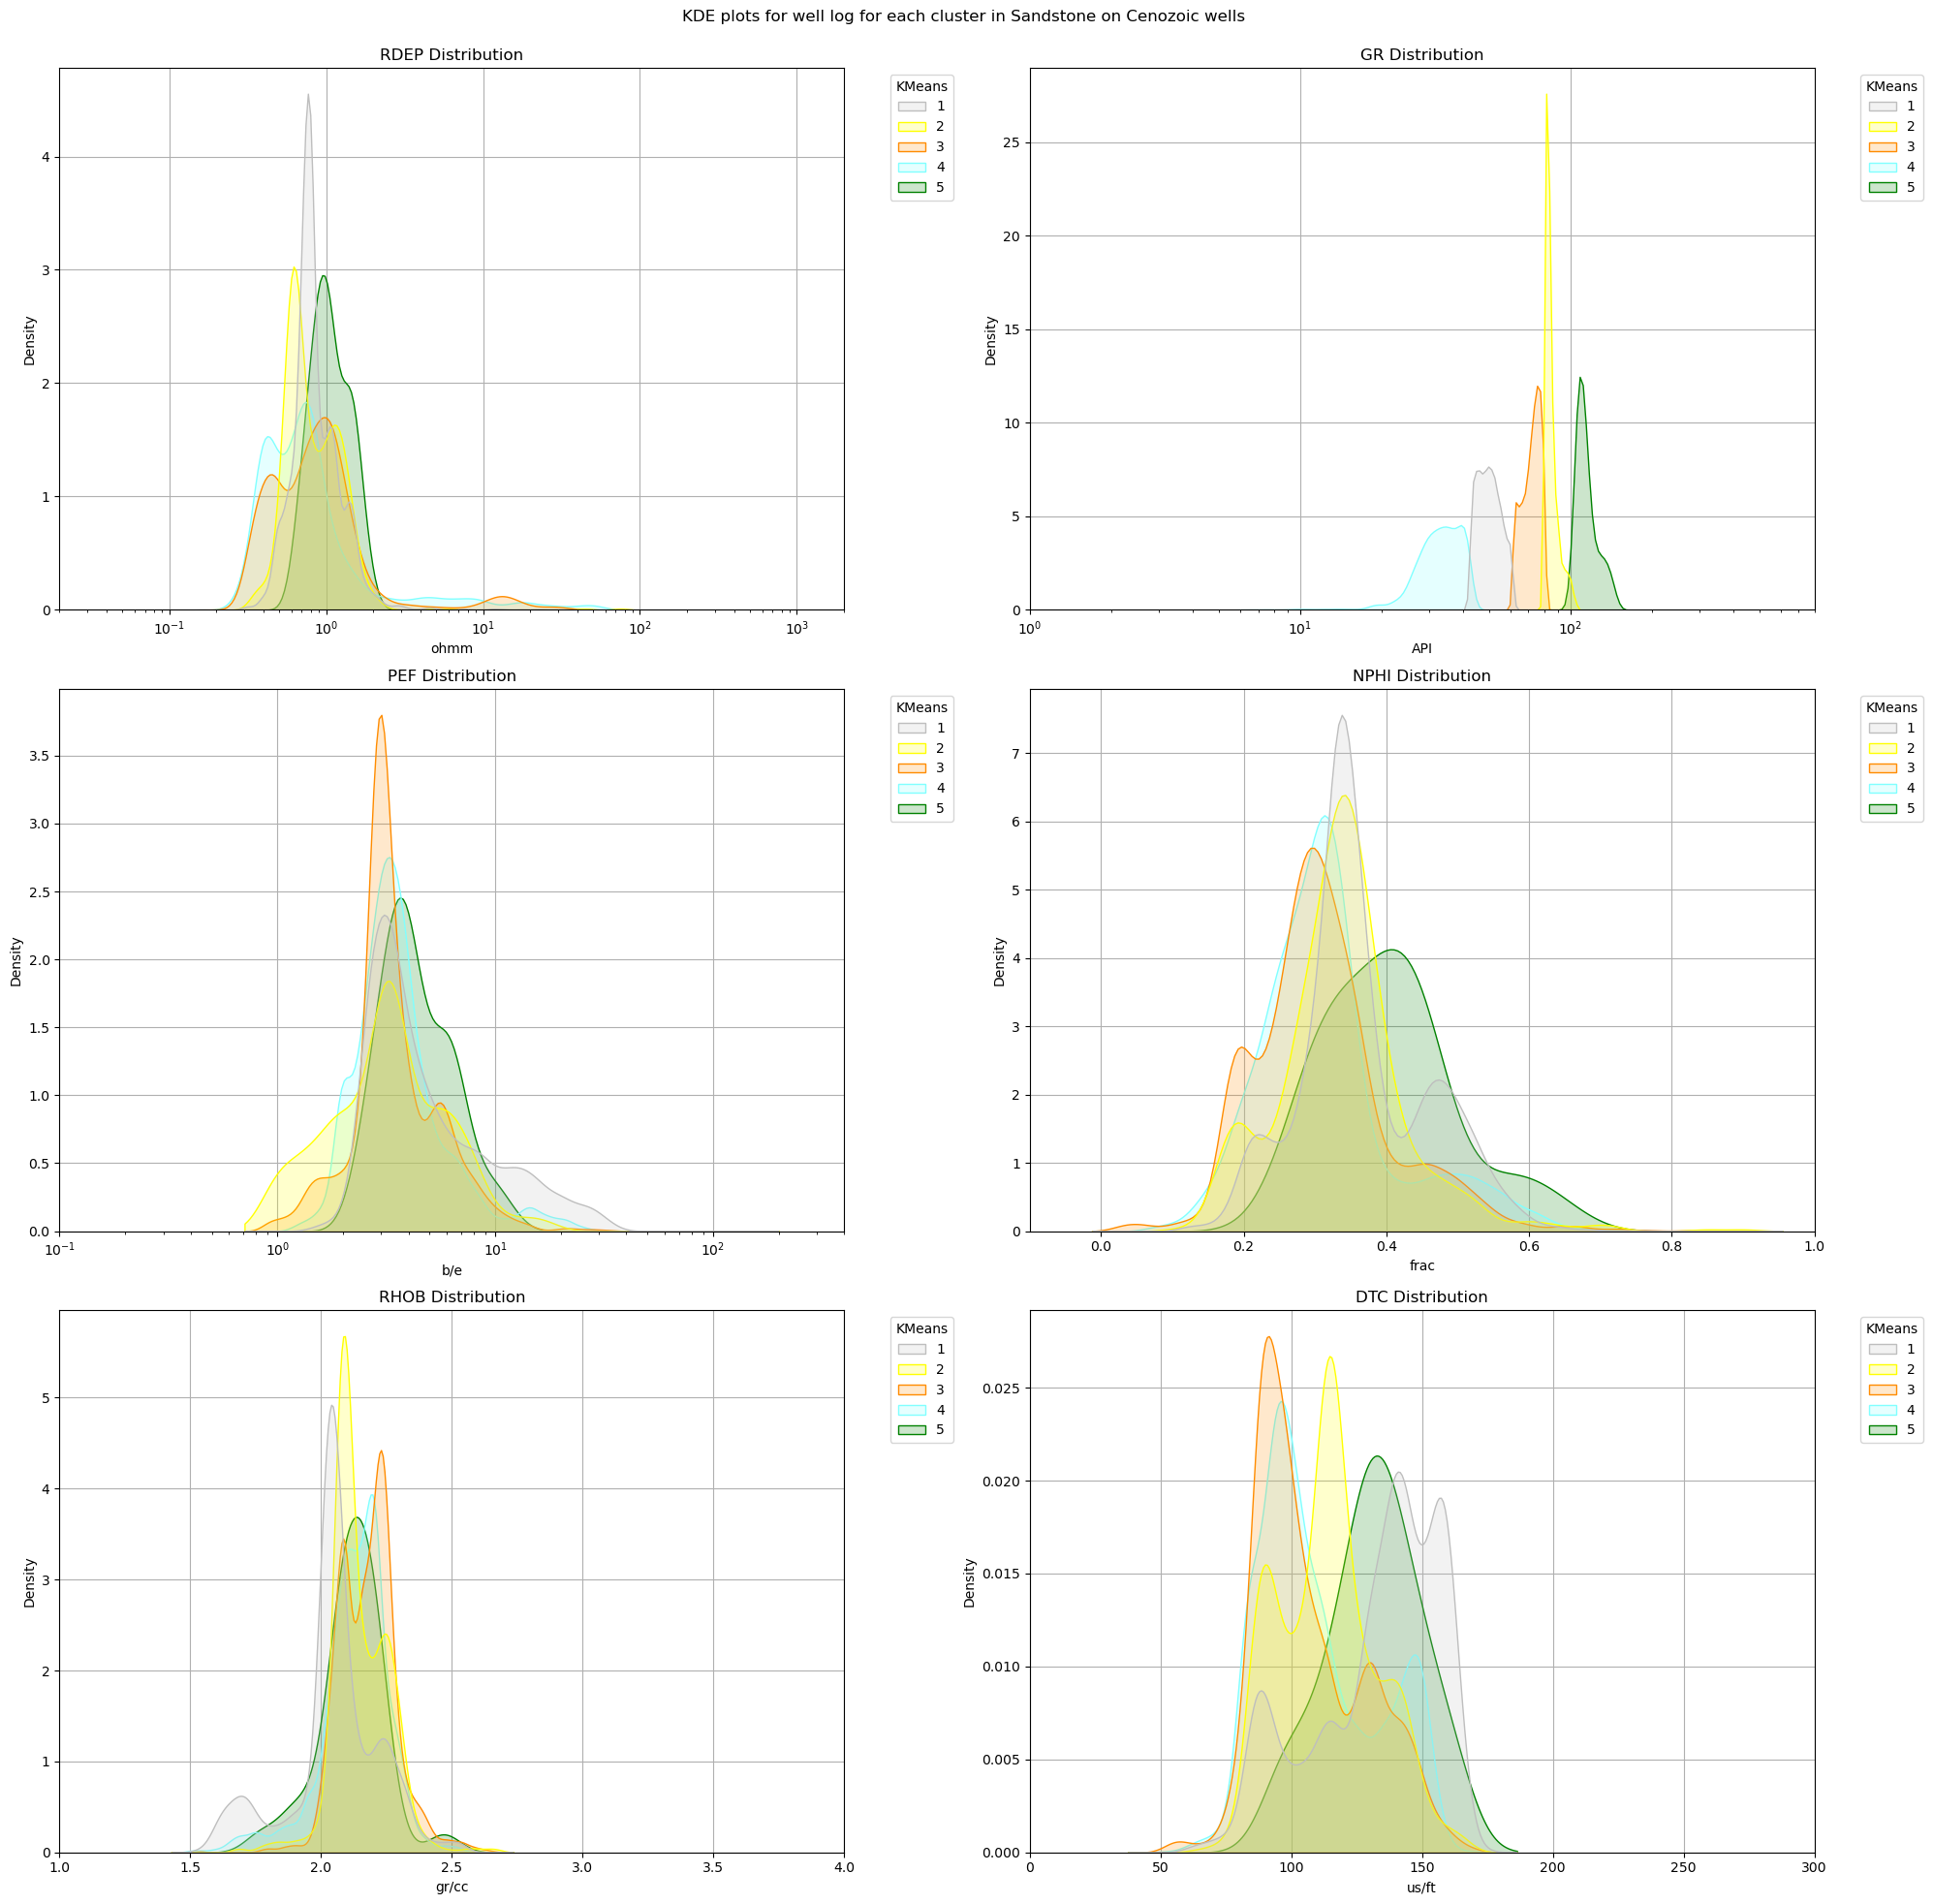 KDE plots for well log for each cluster in Sandstone on Cenozoic wells
RDEP Distribution
Density
4
3
2
1
0
10⁻¹ 10⁰ 10¹ 10² 10³
ohmm
KMeans
1
2
3
4
5
GR Distribution
Density
25
20
15
10
5
0
10⁰ 10¹ 10²
API
KMeans
1
2
3
4
5
PEF Distribution
Density
3.5
3.0
2.5
2.0
1.5
1.0
0.5
0.0
10⁻¹ 10⁰ 10¹ 10²
b/e
KMeans
1
2
3
4
5
NPHI Distribution
Density
7
6
5
4
3
2
1
0
0.0 0.2 0.4 0.6 0.8 1.0
frac
KMeans
1
2
3
4
5
RHOB Distribution
Density
5
4
3
2
1
0
1.0 1.5 2.0 2.5 3.0 3.5 4.0
gr/cc
KMeans
1
2
3
4
5
DTC Distribution
Density
0.025
0.020
0.015
0.010
0.005
0.000
0 50 100 150 200 250 300
us/ft
KMeans
1
2
3
4
5